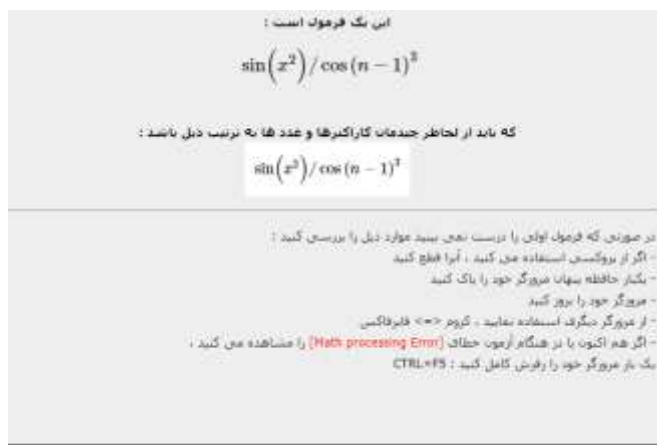 این یک فرمول است :
sin(x²)/cos(n − 1)³
که باید از لحاظ چیدمان کاراکترها و عدد ها به ترتیب ذیل باشد :
sin(x²)/cos(n − 1)³
در صورتی که فرمول اولی را درست نمی بینید موارد ذیل را بررسی کنید :
- اگر از پروکسی استفاده می کنید ، آنرا قطع کنید
- یکبار حافظه پنهان مرورگر خود را پاک کنید
- مرورگر خود را بروز کنید
- از مرورگر دیگری استفاده نمایید ، کروم <=> فایرفاکس
- اگر هم اکنون یا در هنگام آزمون خطای [Math processing Error] را مشاهده می کنید ،
یک بار مرورگر خود را رفرش کامل کنید : CTRL+F5